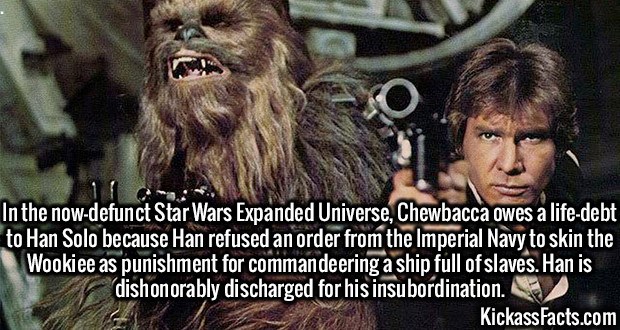 In the now-defunct Star Wars Expanded Universe, Chewbacca owes a life-debt
to Han Solo because Han refused an order from the Imperial Navy to skin the
Wookiee as punishment for commandeering a ship full of slaves. Han is
dishonorably discharged for his insubordination.
KickassFacts.com